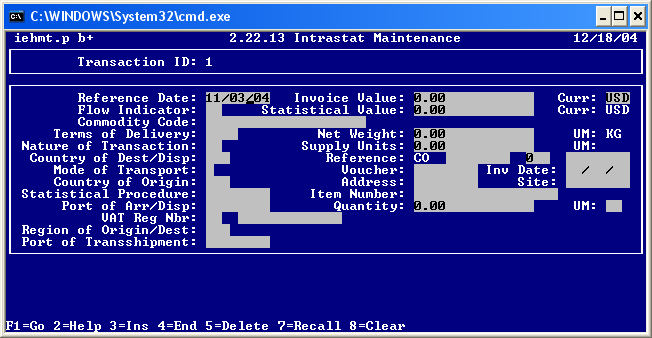 C:\WINDOWS\System32\cmd.exe
iehmt.p b+ 2.22.13 Intrastat Maintenance 12/18/04
Transaction ID: 1
Reference Date: 11/03/04 Invoice Value: 0.00 Curr: USD
Flow Indicator: Statistical Value: 0.00 Curr: USD
Commodity Code:
Terms of Delivery: Net Weight: 0.00 UM: KG
Nature of Transaction: Supply Units: 0.00 UM:
Country of Dest/Disp: Reference: CO 0
Mode of Transport: Voucher: Inv Date: / /
Country of Origin: Address: Site:
Statistical Procedure: Item Number:
Port of Arr/Disp: Quantity: 0.00 UM:
VAT Reg Nbr:
Region of Origin/Dest:
Port of Transshipment:
F1=Go 2=Help 3=Ins 4=End 5=Delete 7=Recall 8=Clear